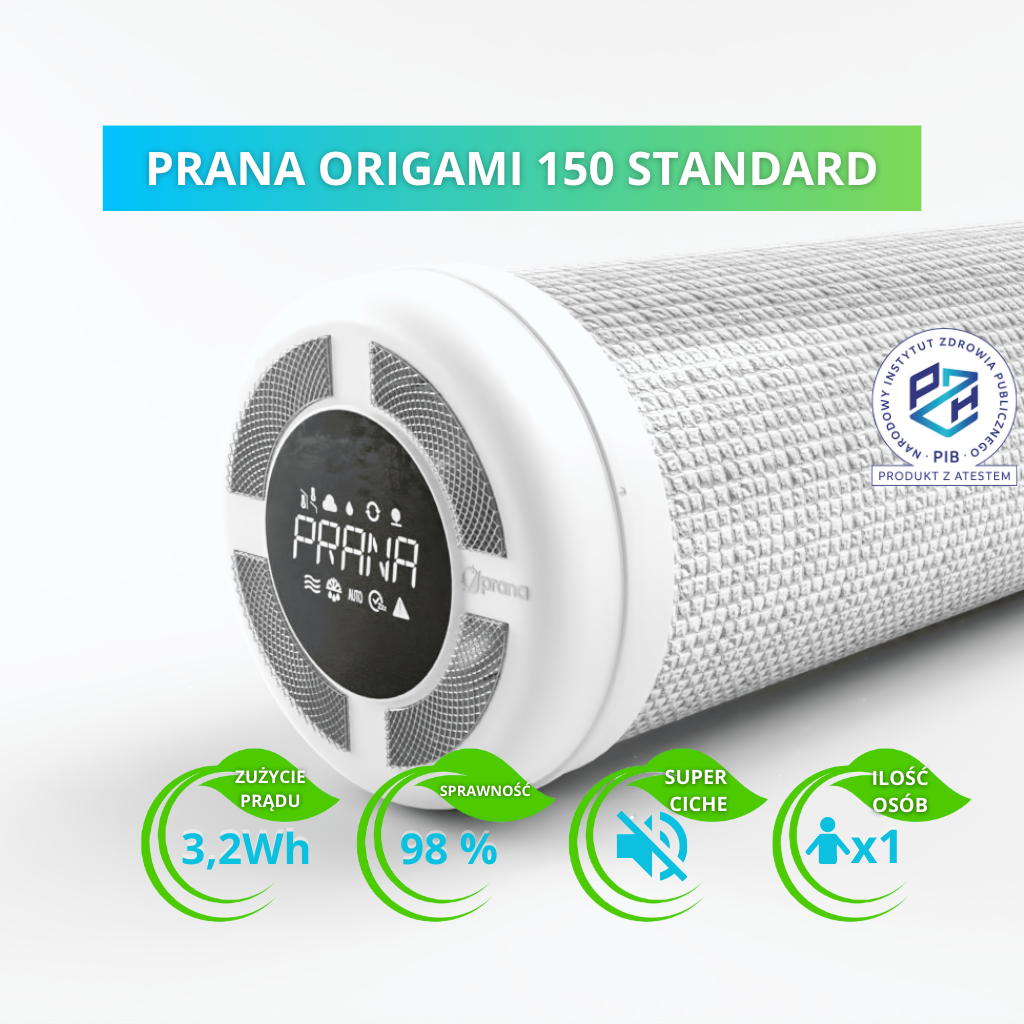 PRANA ORIGAMI 150 STANDARD
NARODOWY INSTYTUT ZDROWIA PUBLICZNEGO
PZH
· PIB ·
PRODUKT Z ATESTEM
PRANA
AUTO
prana
ZUŻYCIE
PRĄDU
3,2Wh
SPRAWNOŚĆ
98 %
SUPER
CICHE
ILOŚĆ
OSÓB
x1